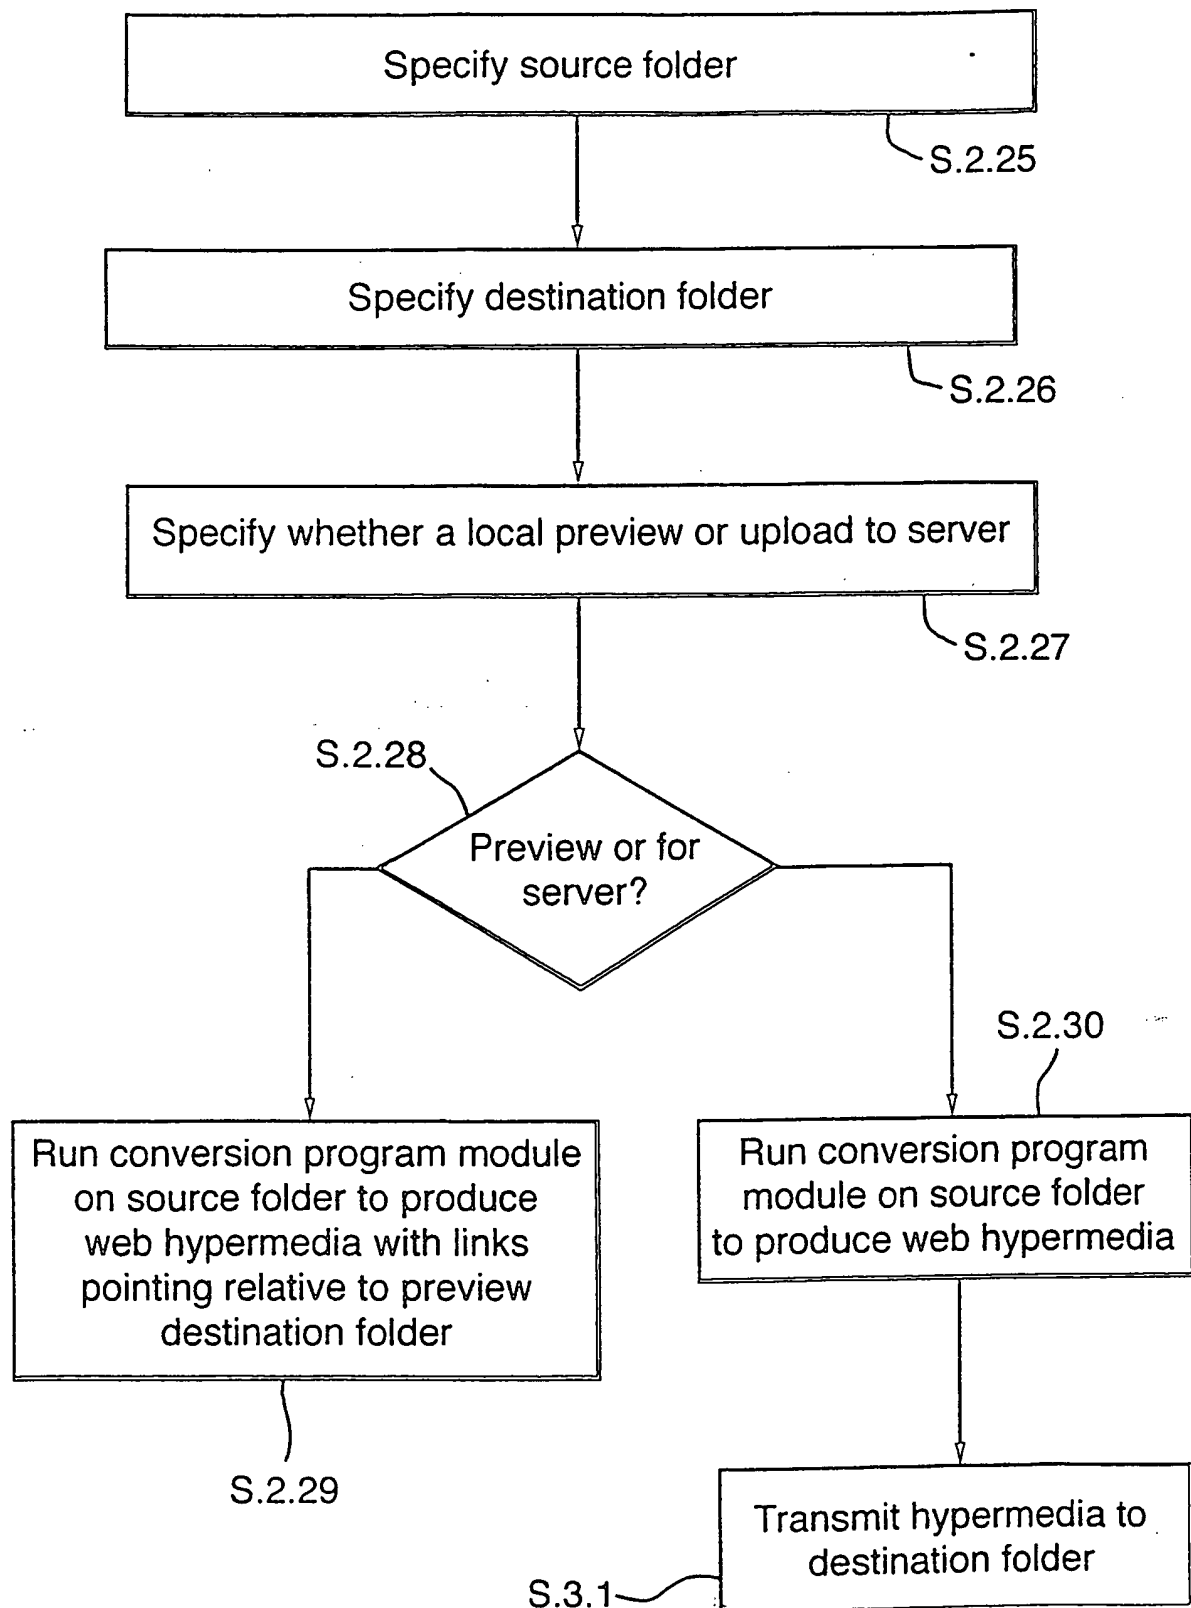 Specify source folder
S.2.25
Specify destination folder
S.2.26
Specify whether a local preview or upload to server
S.2.27
S.2.28
Preview or for
server?
S.2.30
Run conversion program module
on source folder to produce
web hypermedia with links
pointing relative to preview
destination folder
Run conversion program
module on source folder
to produce web hypermedia
S.2.29
Transmit hypermedia to
destination folder
S.3.1